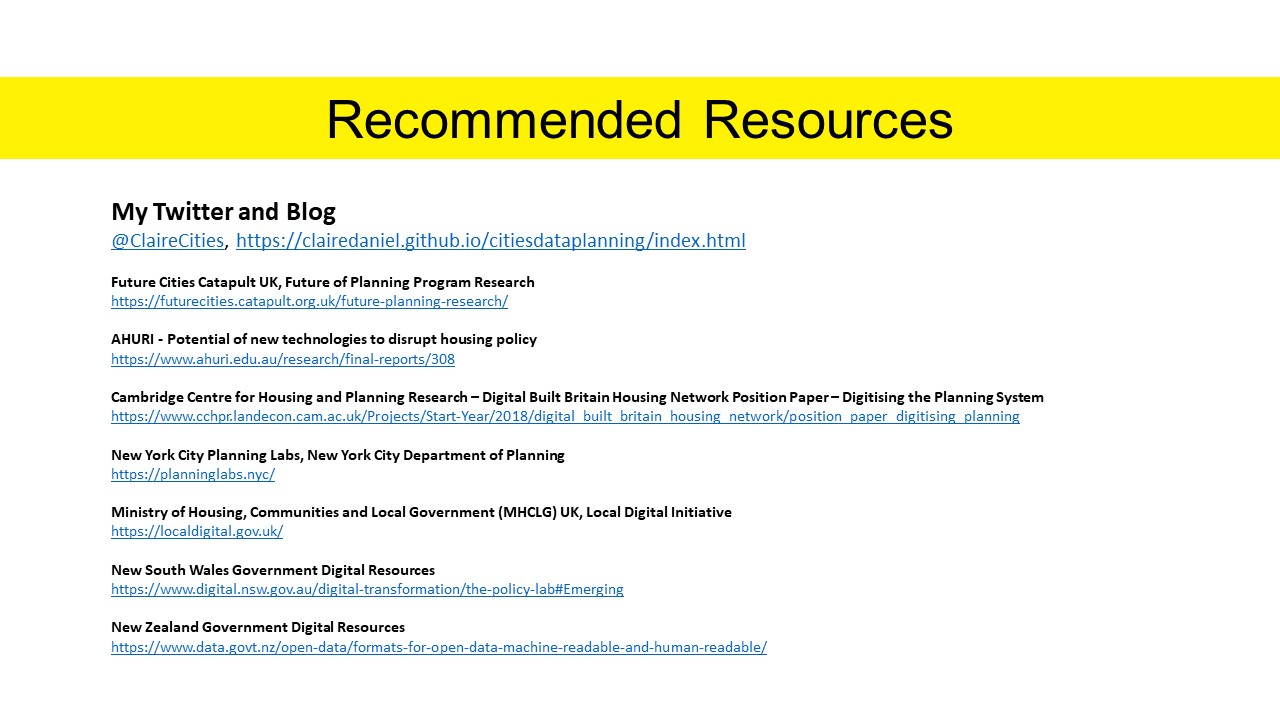 Recommended Resources
My Twitter and Blog
@ClaireCities, https://clairedaniel.github.io/citiesdataplanning/index.html
Future Cities Catapult UK, Future of Planning Program Research
https://futurecities.catapult.org.uk/future-planning-research/
AHURI - Potential of new technologies to disrupt housing policy
https://www.ahuri.edu.au/research/final-reports/308
Cambridge Centre for Housing and Planning Research – Digital Built Britain Housing Network Position Paper – Digitising the Planning System
https://www.cchpr.landecon.cam.ac.uk/Projects/Start-Year/2018/digital_built_britain_housing_network/position_paper_digitising_planning
New York City Planning Labs, New York City Department of Planning
https://planninglabs.nyc/
Ministry of Housing, Communities and Local Government (MHCLG) UK, Local Digital Initiative
https://localdigital.gov.uk/
New South Wales Government Digital Resources
https://www.digital.nsw.gov.au/digital-transformation/the-policy-lab#Emerging
New Zealand Government Digital Resources
https://www.data.govt.nz/open-data/formats-for-open-data-machine-readable-and-human-readable/